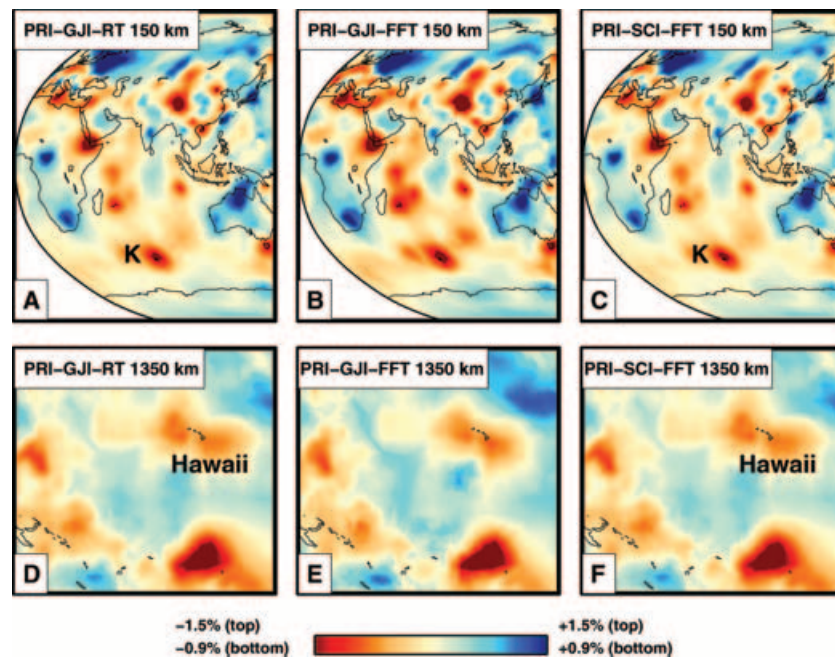 PRI–GJI–RT 150 km
PRI–GJI–FFT 150 km
PRI–SCI–FFT 150 km
K
K
A
B
C
PRI–GJI–RT 1350 km
PRI–GJI–FFT 1350 km
PRI–SCI–FFT 1350 km
Hawaii
Hawaii
D
E
F
−1.5% (top)
−0.9% (bottom)
+1.5% (top)
+0.9% (bottom)